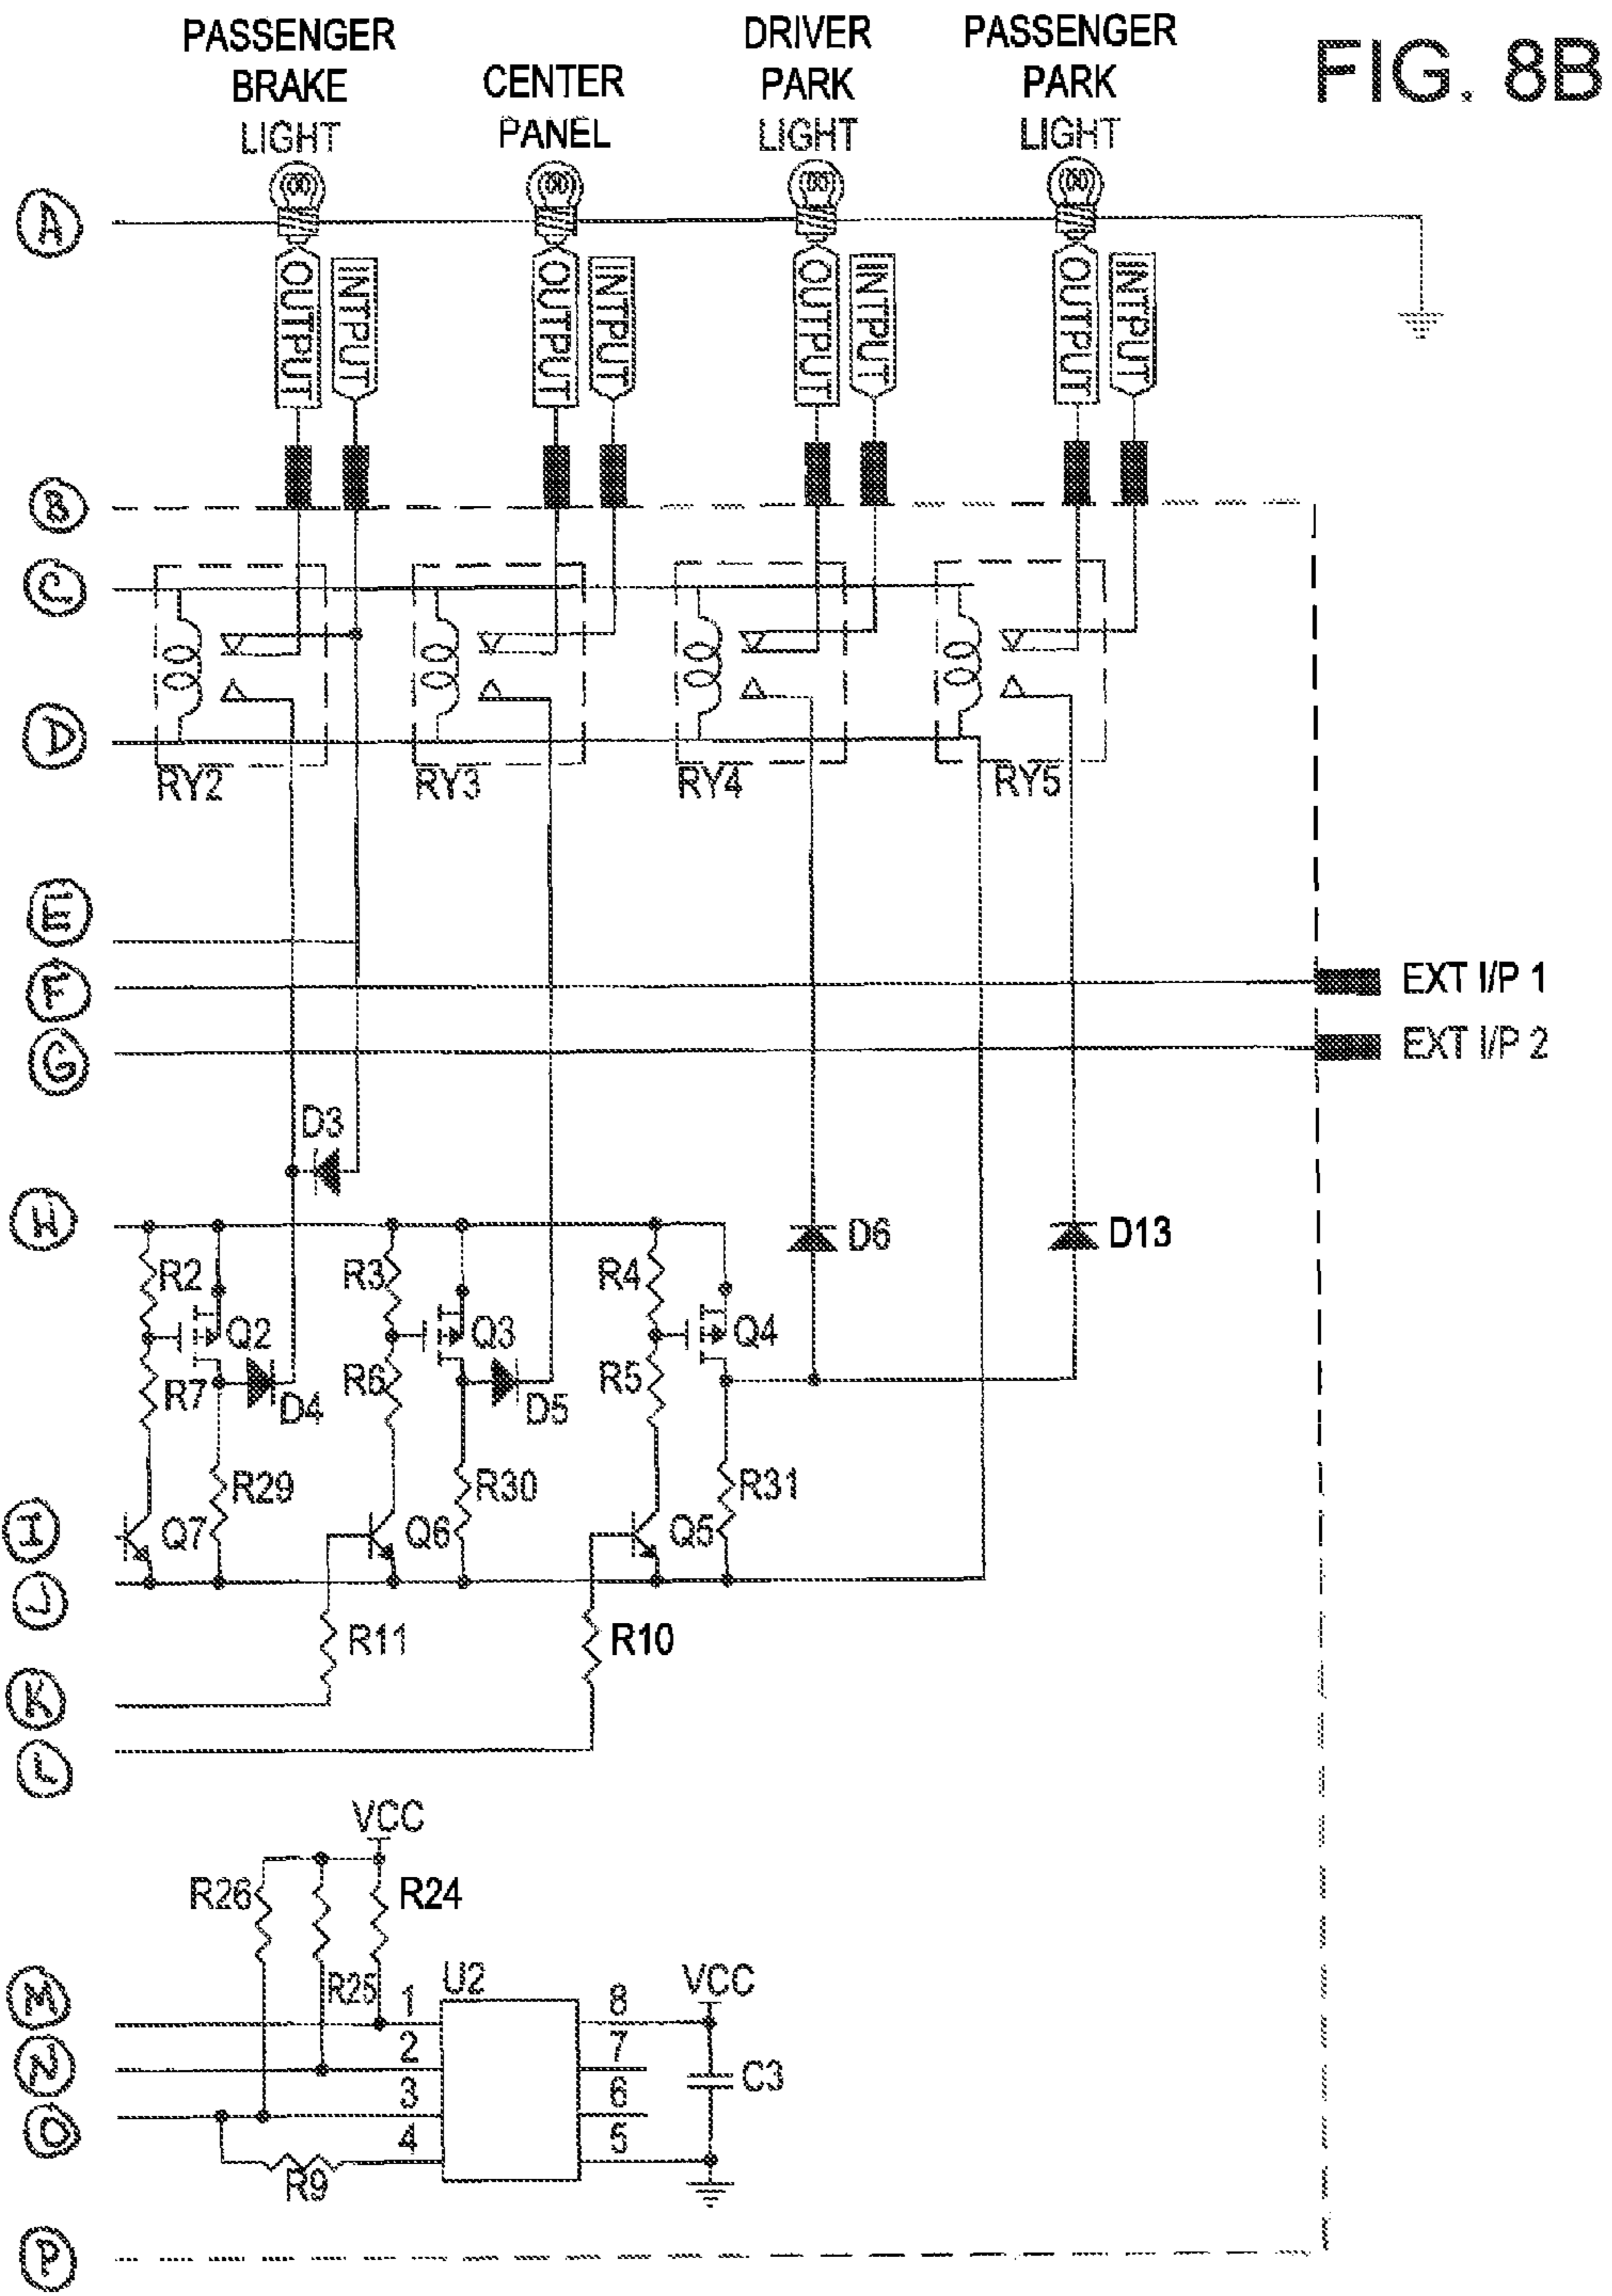 FIG. 8B
PASSENGER
BRAKE
LIGHT
CENTER
PANEL
DRIVER
PARK
LIGHT
PASSENGER
PARK
LIGHT
A
OUTPUT
INTPUT
OUTPUT
INTPUT
OUTPUT
INTPUT
OUTPUT
INTPUT
B
C
D
RY2
RY3
RY4
RY5
E
F
EXT I/P 1
G
EXT I/P 2
D3
H
D6
D13
R2
Q2
R3
Q3
R4
Q4
R7
D4
R6
D5
R5
R29
R30
R31
I
Q7
Q6
Q5
J
R11
R10
K
L
VCC
R26
R24
R25
U2
VCC
M
1
8
N
2
7
C3
O
3
6
4
5
R9
P